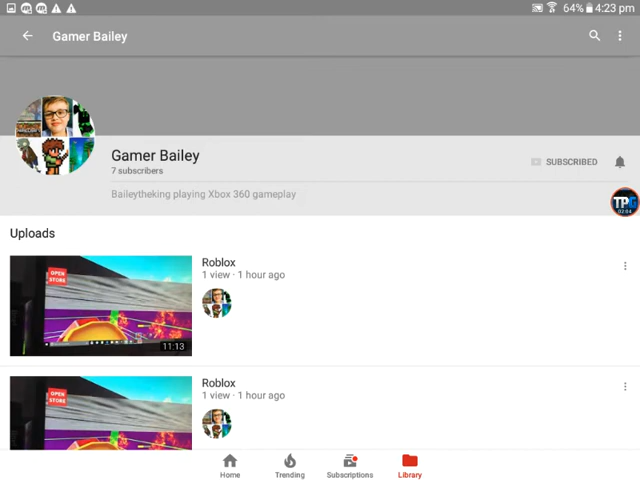 64% 4:23 pm
Gamer Bailey
Gamer Bailey
7 subscribers
SUBSCRIBED
Baileytheking playing Xbox 360 gameplay
TPG
02:04
Uploads
OPEN
STORE
11:13
Roblox
1 view · 1 hour ago
OPEN
STORE
Roblox
1 view · 1 hour ago
Home
Trending
Subscriptions
Library